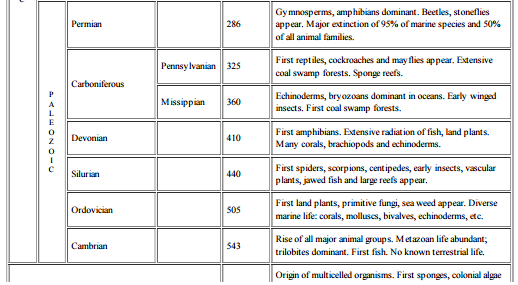 C
PALEOZOIC
Permian
286
Gymnosperms, amphibians dominant. Beetles, stoneflies
appear. Major extinction of 95% of marine species and 50%
of all animal families.
Carboniferous
Pennsylvanian
325
First reptiles, cockroaches and mayflies appear. Extensive
coal swamp forests. Sponge reefs.
Missippian
360
Echinoderms, bryozoans dominant in oceans. Early winged
insects. First coal swamp forests.
Devonian
410
First amphibians. Extensive radiation of fish, land plants.
Many corals, brachiopods and echinoderms.
Silurian
440
First spiders, scorpions, centipedes, early insects, vascular
plants, jawed fish and large reefs appear.
Ordovician
505
First land plants, primitive fungi, sea weed appear. Diverse
marine life: corals, molluscs, bivalves, echinoderms, etc.
Cambrian
543
Rise of all major animal groups. Metazoan life abundant;
trilobites dominant. First fish. No known terrestrial life.
Origin of multicelled organisms. First sponges, colonial algae